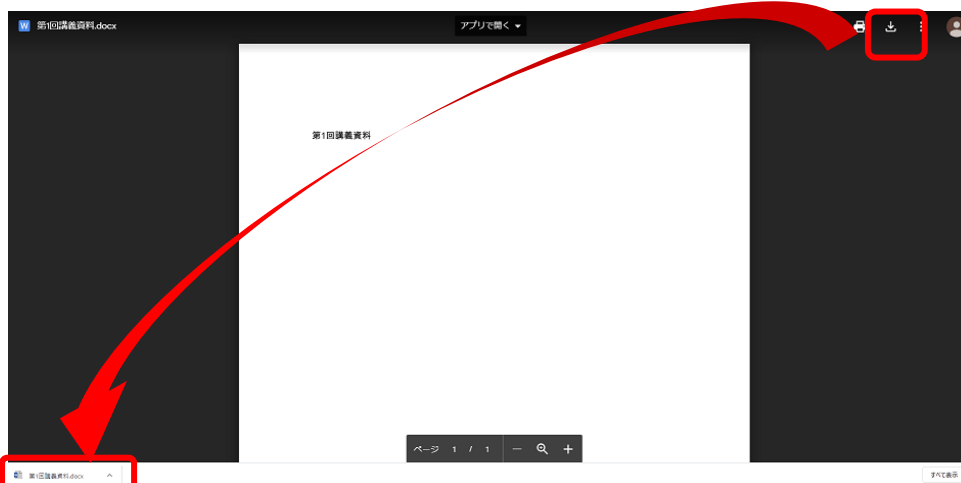 W 第1回講義資料.docx
アプリで開く
第1回講義資料
ページ 1 / 1
第1回講義資料.docx
すべて表示